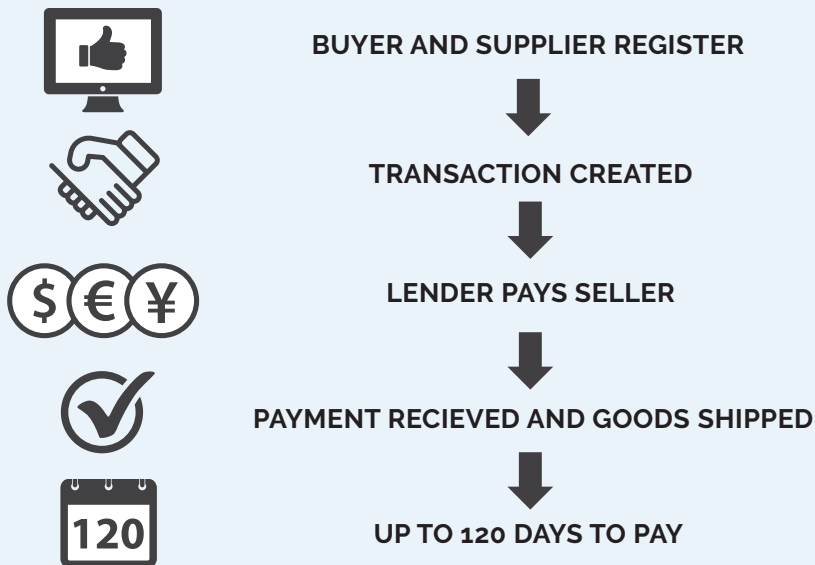 BUYER AND SUPPLIER REGISTER
TRANSACTION CREATED
$ € ¥
LENDER PAYS SELLER
PAYMENT RECIEVED AND GOODS SHIPPED
120
UP TO 120 DAYS TO PAY